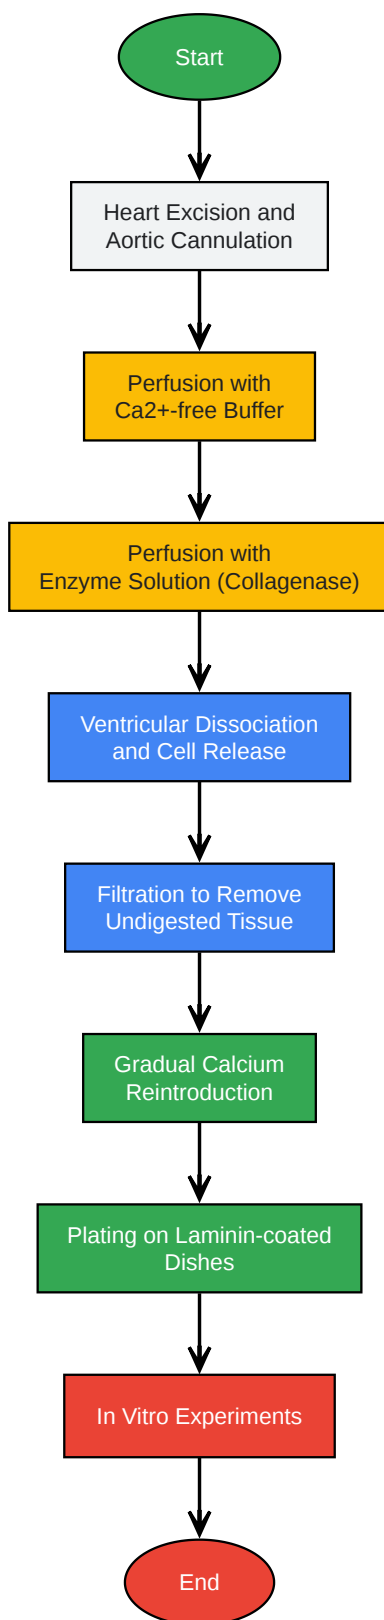 Start
Heart Excision and
Aortic Cannulation
Perfusion with
Ca2+-free Buffer
Perfusion with
Enzyme Solution (Collagenase)
Ventricular Dissociation
and Cell Release
Filtration to Remove
Undigested Tissue
Gradual Calcium
Reintroduction
Plating on Laminin-coated
Dishes
In Vitro Experiments
End